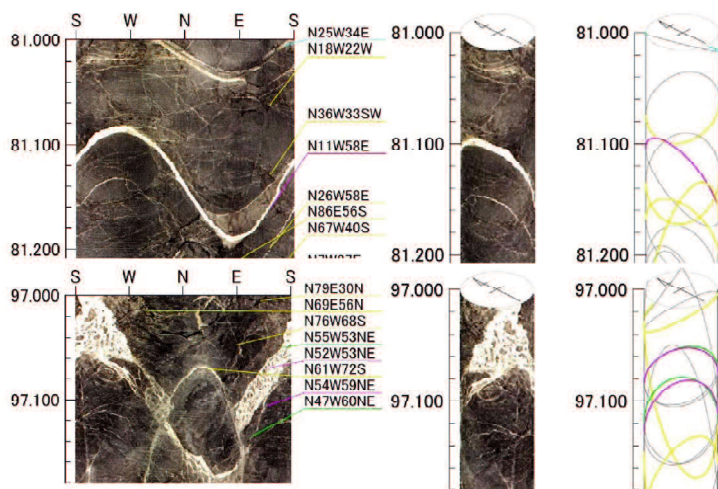 S W N E S
81.000
81.100
81.200
N25W34E
N18W22W
N36W33SW
N11W58E
N26W58E
N86E56S
N67W40S
81.000
81.100
81.200
81.000
81.100
81.200
S W N E S
97.000
97.100
N79E30N
N69E56N
N76W68S
N55W53NE
N52W53NE
N61W72S
N54W59NE
N47W60NE
97.000
97.100
97.000
97.100